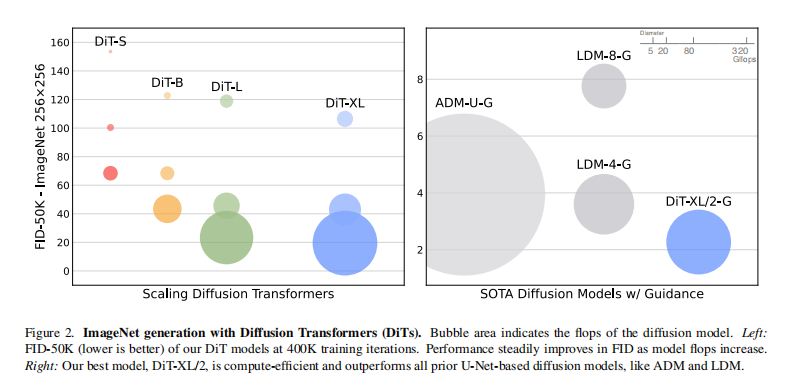 FID-50K - ImageNet 256×256
160
140
120
100
80
60
40
20
0
DiT-S
DiT-B
DiT-L
DiT-XL
Scaling Diffusion Transformers
8
6
4
2
Diameter
5 20 80 320
Gflops
LDM-8-G
ADM-U-G
LDM-4-G
DiT-XL/2-G
SOTA Diffusion Models w/ Guidance
Figure 2. ImageNet generation with Diffusion Transformers (DiTs). Bubble area indicates the flops of the diffusion model. Left:
FID-50K (lower is better) of our DiT models at 400K training iterations. Performance steadily improves in FID as model flops increase.
Right: Our best model, DiT-XL/2, is compute-efficient and outperforms all prior U-Net-based diffusion models, like ADM and LDM.